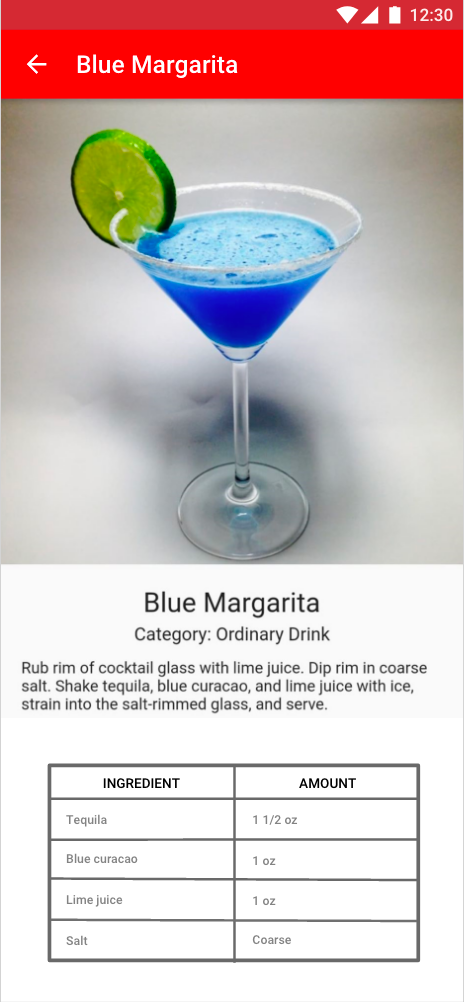 12:30
Blue Margarita
Blue Margarita
Category: Ordinary Drink
Rub rim of cocktail glass with lime juice. Dip rim in coarse
salt. Shake tequila, blue curacao, and lime juice with ice,
strain into the salt-rimmed glass, and serve.
INGREDIENT AMOUNT
Tequila 1 1/2 oz
Blue curacao 1 oz
Lime juice 1 oz
Salt Coarse